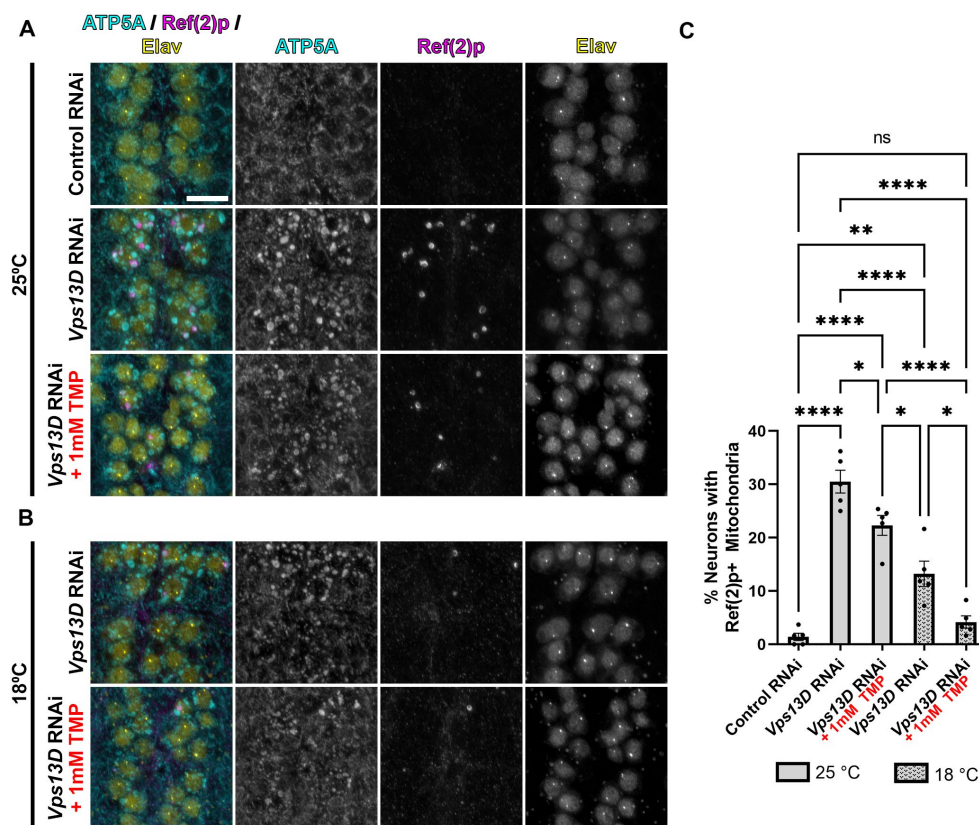 A
ATP5A / Ref(2)p /
Elav
ATP5A
Ref(2)p
Elav
25ºC
Control RNAi
Vps13D RNAi
Vps13D RNAi
+ 1mM TMP
B
18ºC
Vps13D RNAi
Vps13D RNAi
+ 1mM TMP
C
ns
****
**
****
****
* ****
**** * *
% Neurons with
Ref(2)p+ Mitochondria
40
30
20
10
0
Control RNAi
Vps13D RNAi
Vps13D RNAi
+ 1mM TMP
Vps13D RNAi
Vps13D RNAi
+ 1mM TMP
25 °C
18 °C